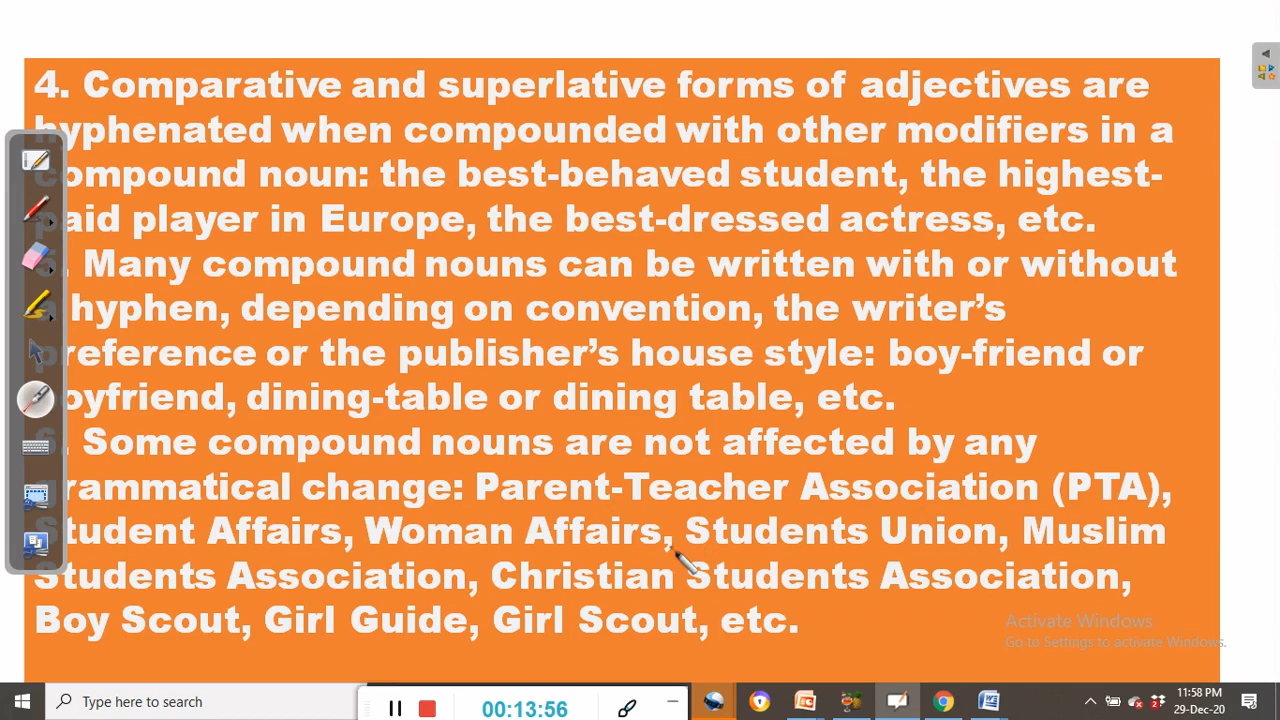 4. Comparative and superlative forms of adjectives are
hyphenated when compounded with other modifiers in a
compound noun: the best-behaved student, the highest-
paid player in Europe, the best-dressed actress, etc.
. Many compound nouns can be written with or without
hyphen, depending on convention, the writer's
preference or the publisher's house style: boy-friend or
boyfriend, dining-table or dining table, etc.
. Some compound nouns are not affected by any
grammatical change: Parent-Teacher Association (PTA),
Student Affairs, Woman Affairs, Students Union, Muslim
Students Association, Christian Students Association,
Boy Scout, Girl Guide, Girl Scout, etc.
Activate Windows
Go to Settings to activate Windows.
Type here to search
00:13:56
11:58 PM
29-Dec-20